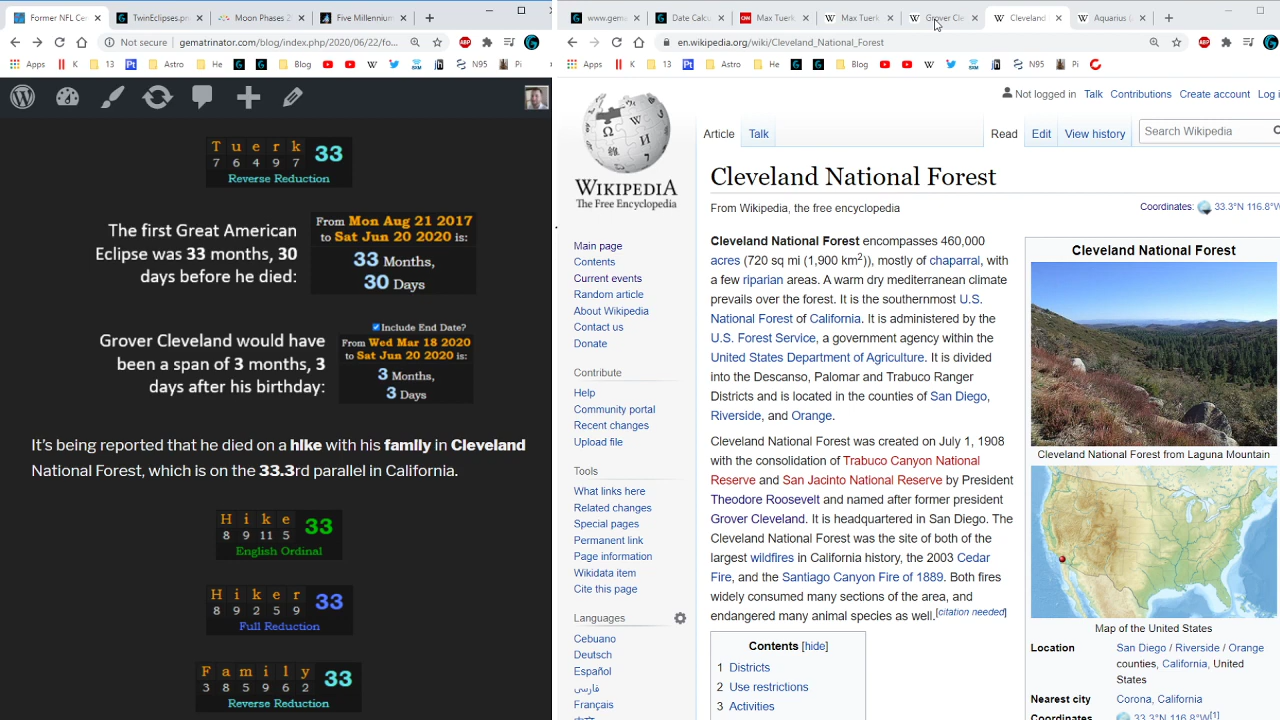 Former NFL Cen
TwinEclipses.pn
Moon Phases 2
Five Millennium
Not secure
gematrinator.com/blog/index.php/2020/06/22/fo...
Apps
K
13
Pt
Astro
He
Blog
N95
Pi
T u e r k 33
7 6 4 9 7
Reverse Reduction
The first Great American
Eclipse was 33 months, 30
days before he died:
From Mon Aug 21 2017
to Sat Jun 20 2020 is:
33 Months,
30 Days
Grover Cleveland would have
been a span of 3 months, 3
days after his birthday:
Include End Date?
From Wed Mar 18 2020
to Sat Jun 20 2020 is:
3 Months,
3 Days
It's being reported that he died on a hike with his family in Cleveland
National Forest, which is on the 33.3rd parallel in California.
H i k e 33
8 9 11 5
English Ordinal
H i k e r 33
8 9 2 5 9
Full Reduction
F a m i l y 33
3 8 5 9 6 2
Reverse Reduction
www.gema
Date Calcu
Max Tuerk
Max Tuerk
Grover Cle
Cleveland
Aquarius (
en.wikipedia.org/wiki/Cleveland_National_Forest
Apps
K
13
Pt
Astro
He
Blog
N95
Pi
WIKIPEDIA
The Free Encyclopedia
Main page
Contents
Current events
Random article
About Wikipedia
Contact us
Donate
Contribute
Help
Community portal
Recent changes
Upload file
Tools
What links here
Related changes
Special pages
Permanent link
Page information
Wikidata item
Cite this page
Languages
Cebuano
Deutsch
Español
فارسی
Français
Not logged in Talk Contributions Create account Log i
Article Talk
Read Edit View history
Search Wikipedia
Cleveland National Forest
From Wikipedia, the free encyclopedia
Coordinates: 33.3°N 116.8°W
Cleveland National Forest encompasses 460,000
acres (720 sq mi (1,900 km²)), mostly of chaparral, with
a few riparian areas. A warm dry mediterranean climate
prevails over the forest. It is the southernmost U.S.
National Forest of California. It is administered by the
U.S. Forest Service, a government agency within the
United States Department of Agriculture. It is divided
into the Descanso, Palomar and Trabuco Ranger
Districts and is located in the counties of San Diego,
Riverside, and Orange.
Cleveland National Forest was created on July 1, 1908
with the consolidation of Trabuco Canyon National
Reserve and San Jacinto National Reserve by President
Theodore Roosevelt and named after former president
Grover Cleveland. It is headquartered in San Diego. The
Cleveland National Forest was the site of both of the
largest wildfires in California history, the 2003 Cedar
Fire, and the Santiago Canyon Fire of 1889. Both fires
widely consumed many sections of the area, and
endangered many animal species as well.[citation needed]
Contents [hide]
1 Districts
2 Use restrictions
3 Activities
Cleveland National Forest
Cleveland National Forest from Laguna Mountain
Map of the United States
Location San Diego / Riverside / Orange
counties, California, United
States
Nearest city Corona, California
Coordinates 33.3°N 116.8°W[1]